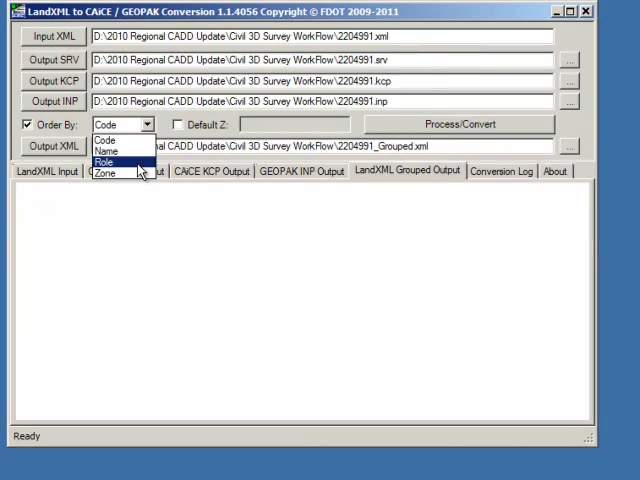 LandXML to CAiCE / GEOPAK Conversion 1.1.4056 Copyright © FDOT 2009-2011
Input XML D:\2010 Regional CADD Update\Civil 3D Survey WorkFlow\2204991.xml
Output SRV D:\2010 Regional CADD Update\Civil 3D Survey WorkFlow\2204991.srv ...
Output KCP D:\2010 Regional CADD Update\Civil 3D Survey WorkFlow\2204991.kcp ...
Output INP D:\2010 Regional CADD Update\Civil 3D Survey WorkFlow\2204991.inp ...
Order By: Code Default Z: Process/Convert
Code
Output XML al CADD Update\Civil 3D Survey WorkFlow\2204991_Grouped.xml ...
Name
Role
Zone
LandXML Input CAiCE KCP Output GEOPAK INP Output LandXML Grouped Output Conversion Log About
Ready